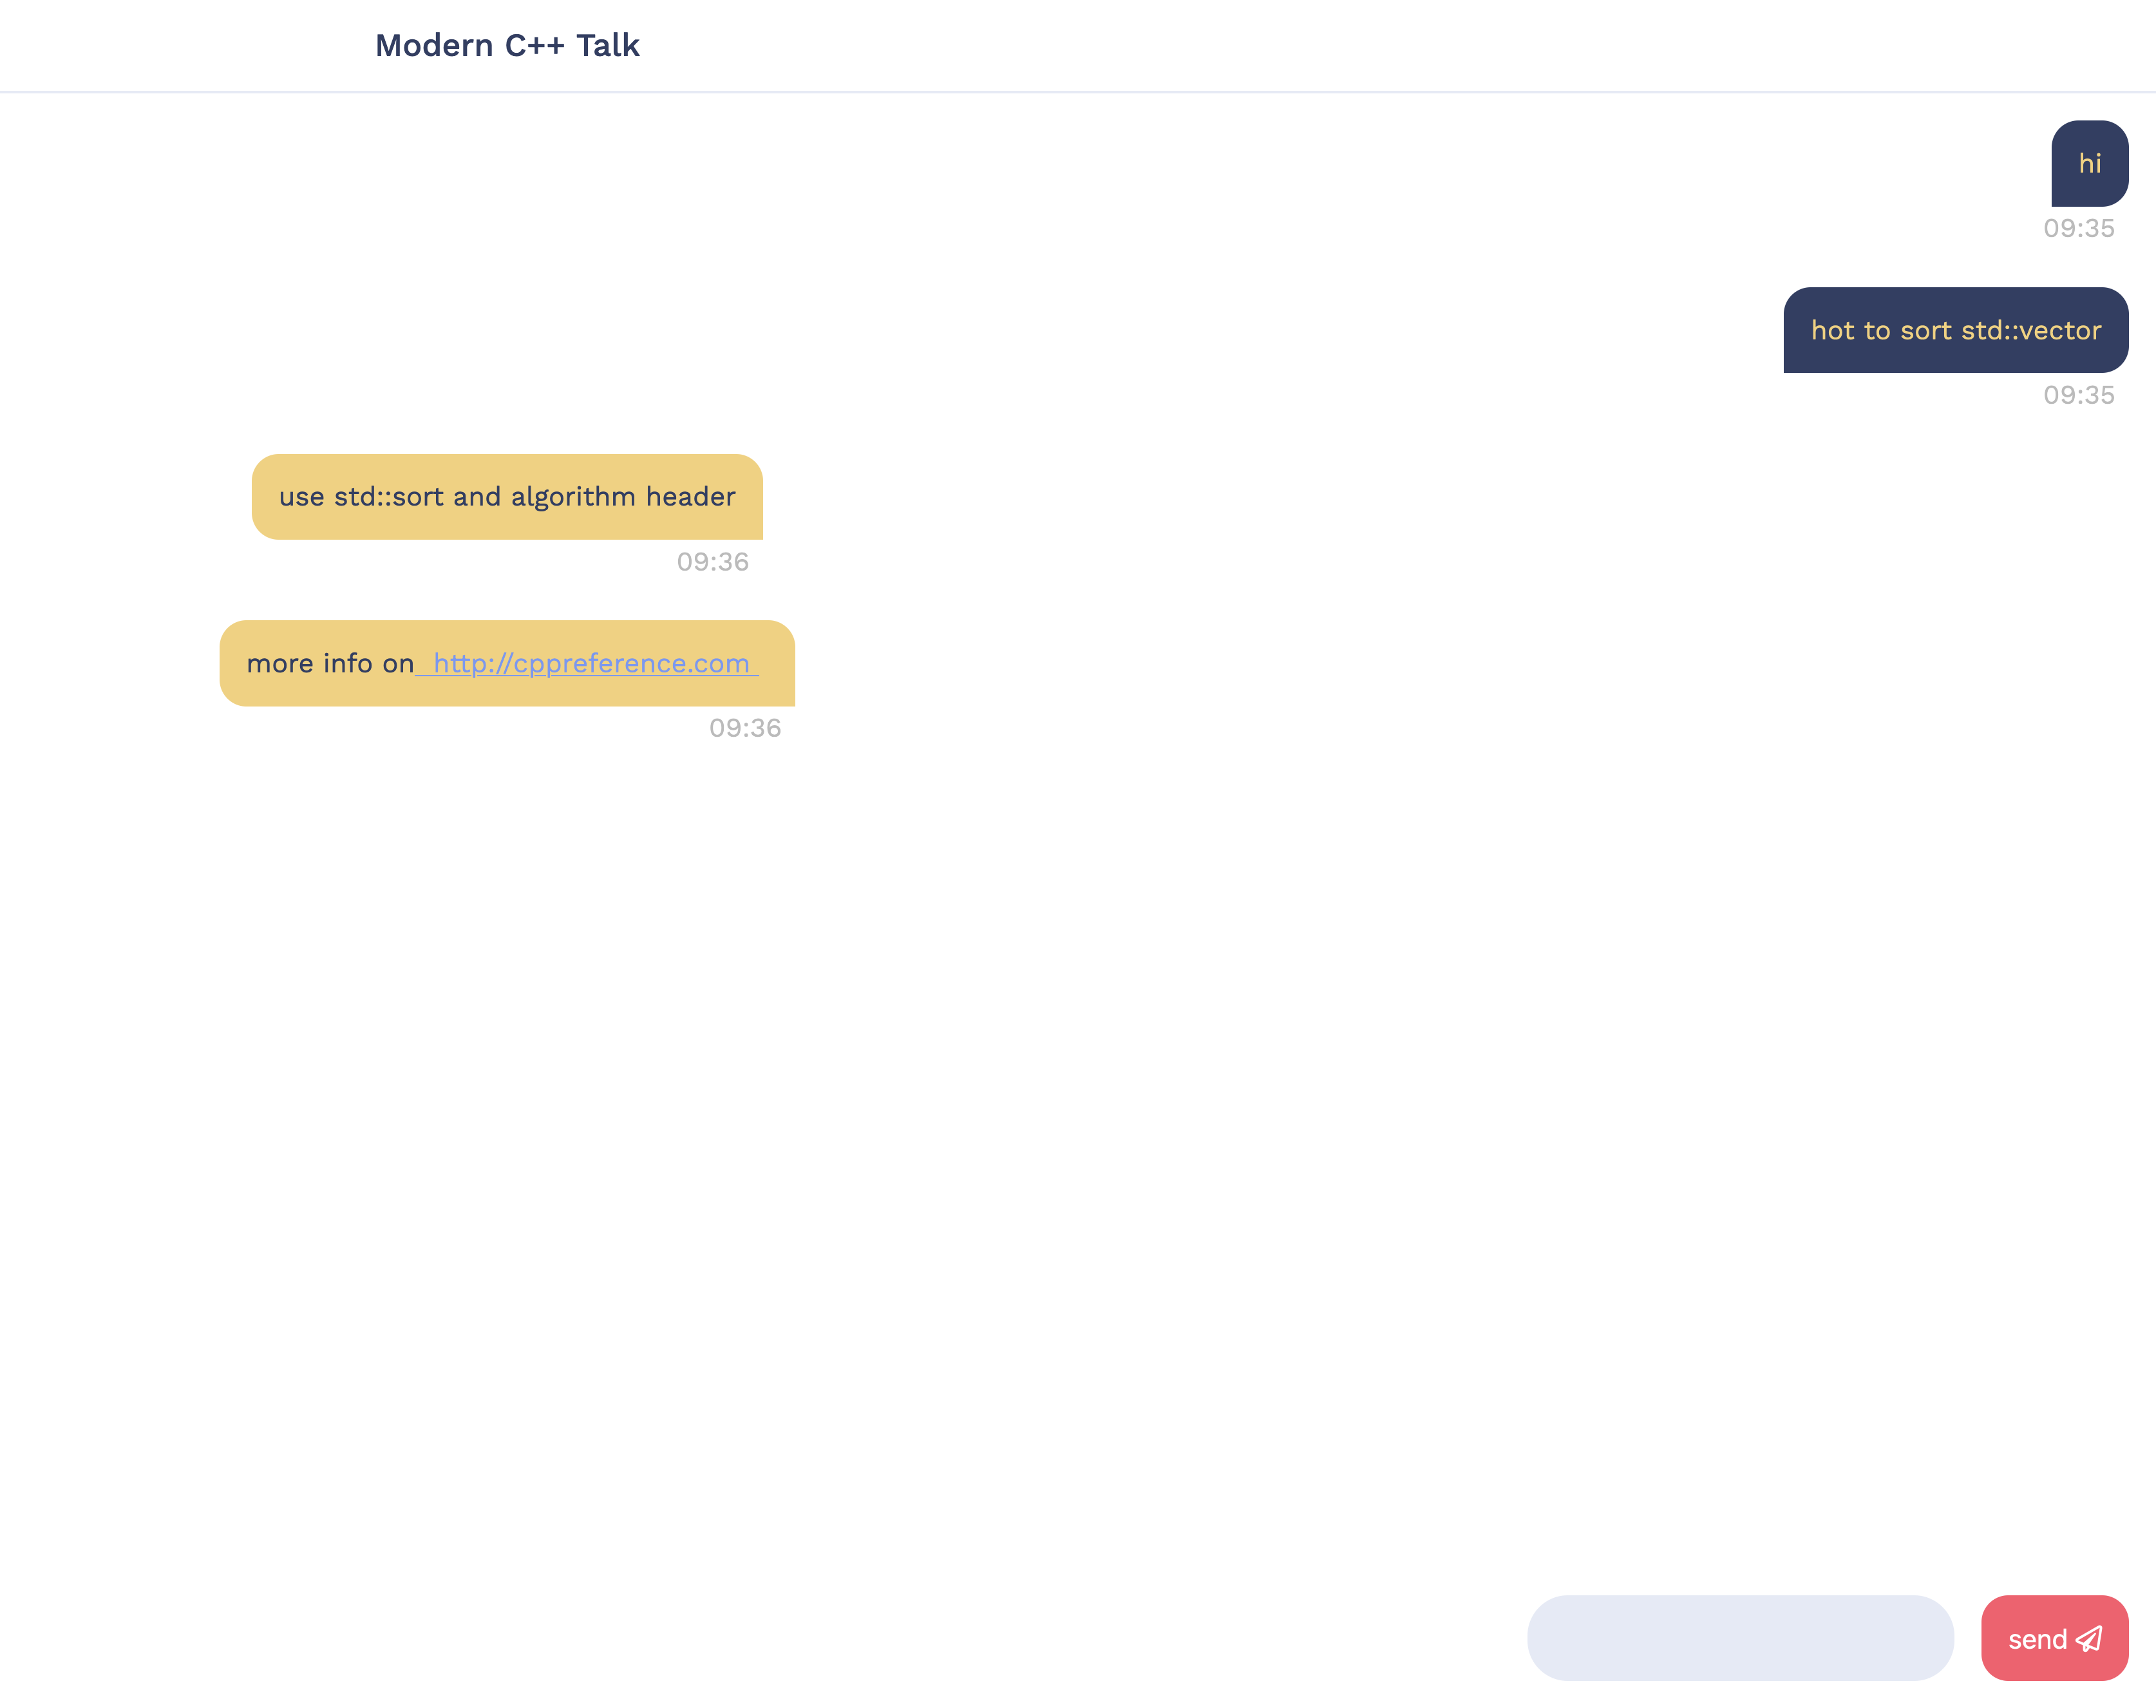 Modern C++ Talk
hi
09:35
hot to sort std::vector
09:35
use std::sort and algorithm header
09:36
more info on http://cppreference.com
09:36
send